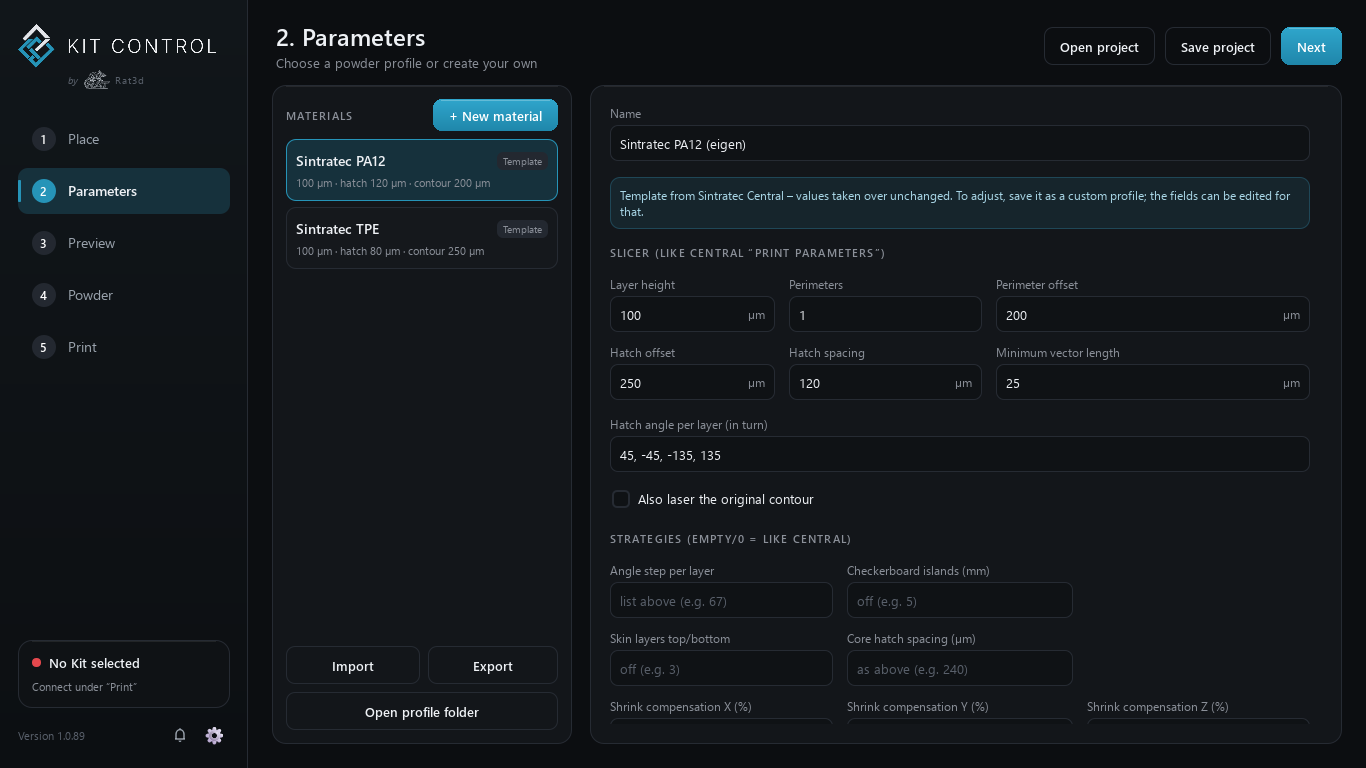 KIT CONTROL
by Rat3d
1 Place
2 Parameters
3 Preview
4 Powder
5 Print
No Kit selected
Connect under "Print"
Version 1.0.89
2. Parameters
Choose a powder profile or create your own
Open project
Save project
Next
MATERIALS
+ New material
Sintratec PA12
Template
100 µm · hatch 120 µm · contour 200 µm
Sintratec TPE
Template
100 µm · hatch 80 µm · contour 250 µm
Import
Export
Open profile folder
Name
Sintratec PA12 (eigen)
Template from Sintratec Central – values taken over unchanged. To adjust, save it as a custom profile; the fields can be edited for
that.
SLICER (LIKE CENTRAL "PRINT PARAMETERS")
Layer height
Perimeters
Perimeter offset
100 µm
1
200 µm
Hatch offset
Hatch spacing
Minimum vector length
250 µm
120 µm
25 µm
Hatch angle per layer (in turn)
45, -45, -135, 135
Also laser the original contour
STRATEGIES (EMPTY/0 = LIKE CENTRAL)
Angle step per layer
Checkerboard islands (mm)
list above (e.g. 67)
off (e.g. 5)
Skin layers top/bottom
Core hatch spacing (µm)
off (e.g. 3)
as above (e.g. 240)
Shrink compensation X (%)
Shrink compensation Y (%)
Shrink compensation Z (%)